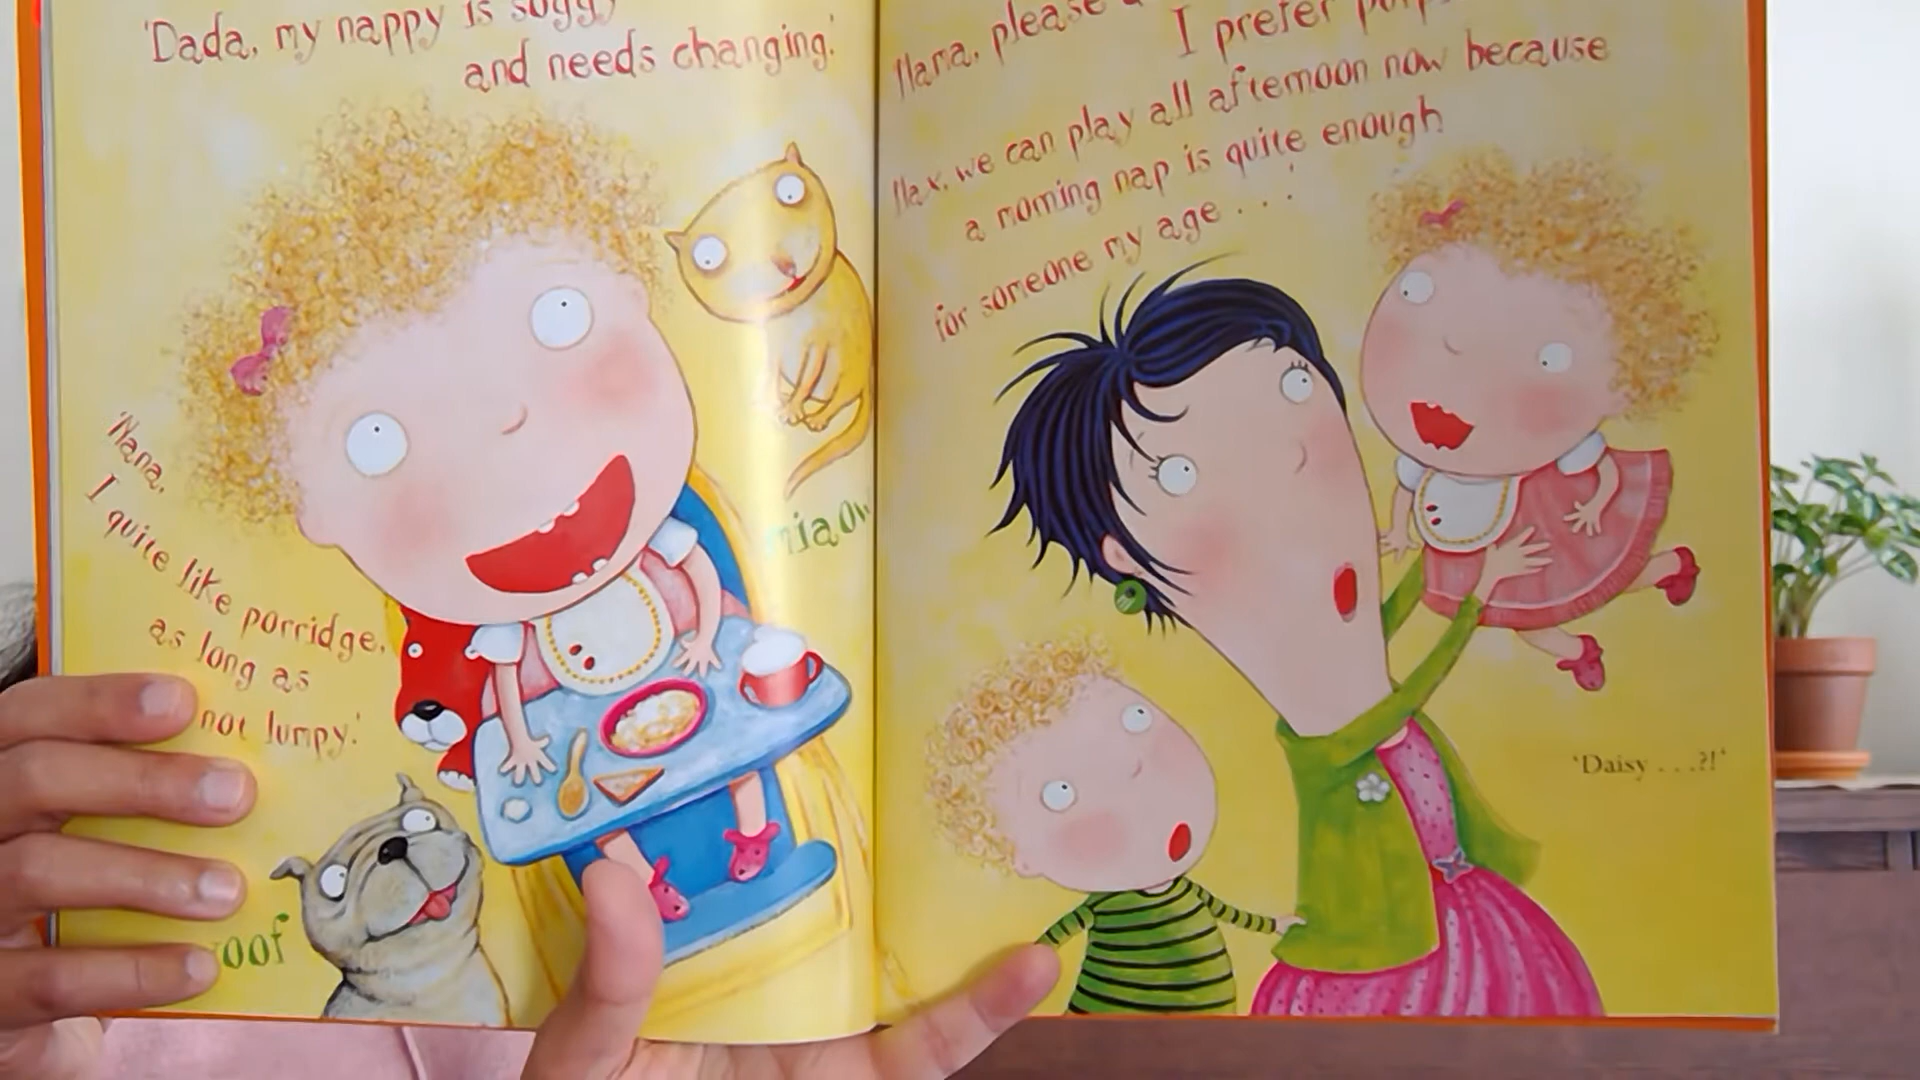 'Dada, my nappy is soggy
and needs changing.'
'Nana,
I quite like porridge,
as long as
not lumpy.'
miaow
woof
Mama, please
I prefer
Max, we can play all afternoon now because
a morning nap is quite enough
for someone my age . . .
'Daisy . . .?!'